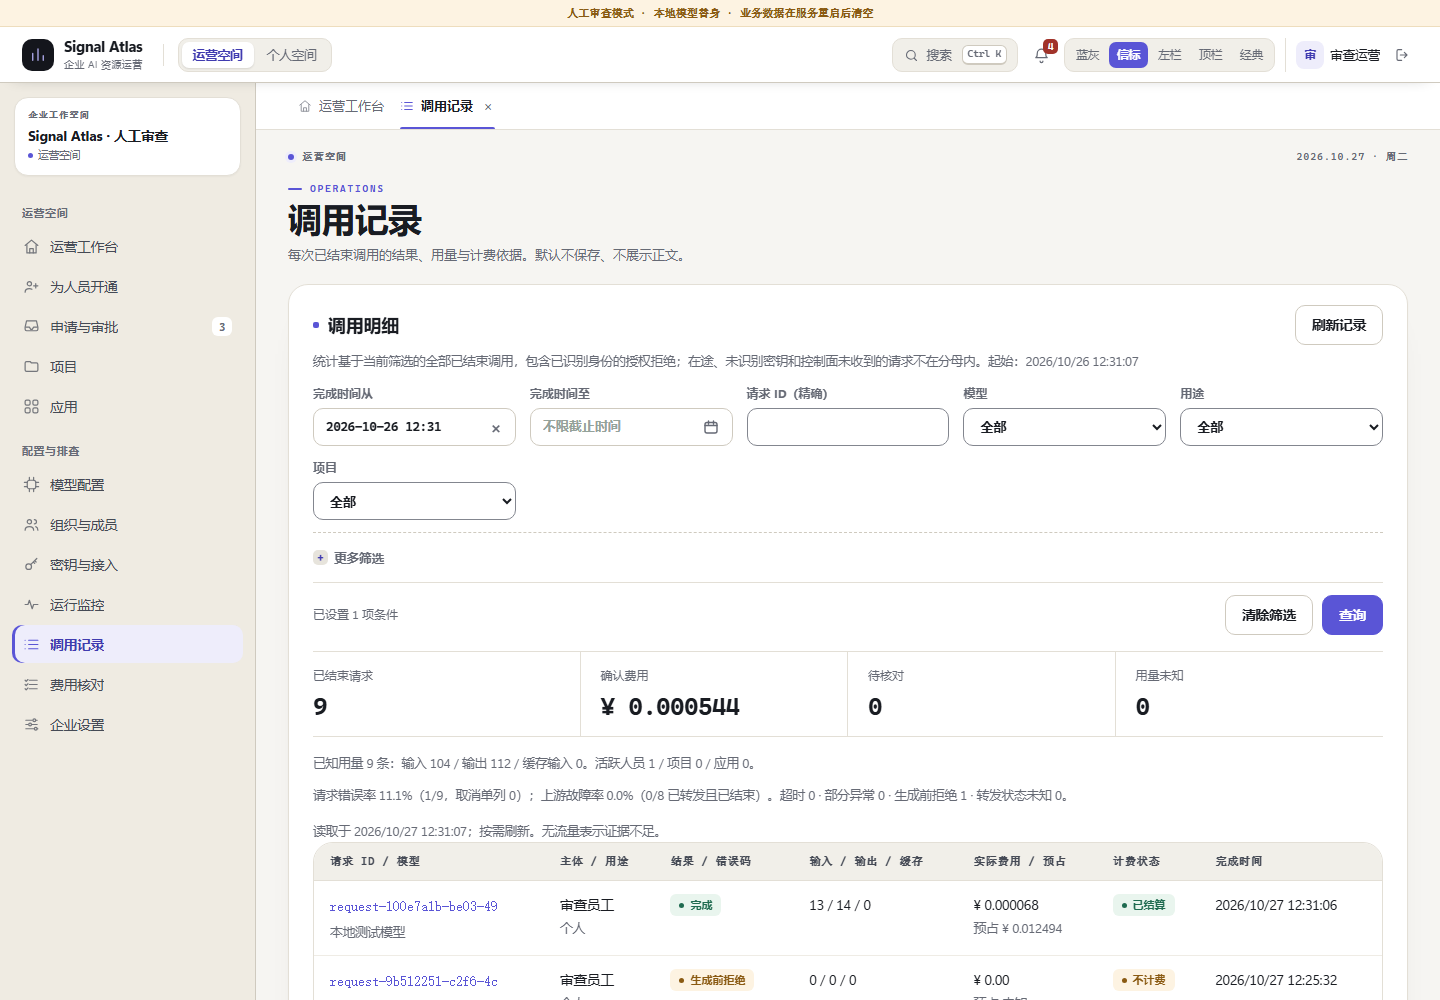 人工审查模式 · 本地模型替身 · 业务数据在服务重启后清空
Signal Atlas
企业 AI 资源运营
运营空间 个人空间
搜索 Ctrl K
4
蓝灰 信标 左栏 顶栏 经典
审 审查运营
企业工作空间
Signal Atlas · 人工审查
运营空间
运营空间
运营工作台
为人员开通
申请与审批 3
项目
应用
配置与排查
模型配置
组织与成员
密钥与接入
运行监控
调用记录
费用核对
企业设置
运营工作台 调用记录 ×
运营空间 2026.10.27 · 周二
OPERATIONS
调用记录
每次已结束调用的结果、用量与计费依据。默认不保存、不展示正文。
调用明细 刷新记录
统计基于当前筛选的全部已结束调用，包含已识别身份的授权拒绝；在途、未识别密钥和控制面未收到的请求不在分母内。起始：2026/10/26 12:31:07
完成时间从 完成时间至 请求 ID（精确） 模型 用途
2026-10-26 12:31 × 不限截止时间 全部 全部
项目
全部
+ 更多筛选
已设置 1 项条件 清除筛选 查询
已结束请求 确认费用 待核对 用量未知
9 ¥ 0.000544 0 0
已知用量 9 条：输入 104 / 输出 112 / 缓存输入 0。活跃人员 1 / 项目 0 / 应用 0。
请求错误率 11.1%（1/9，取消单列 0）；上游故障率 0.0%（0/8 已转发且已结束）。超时 0 · 部分异常 0 · 生成前拒绝 1 · 转发状态未知 0。
读取于 2026/10/27 12:31:07；按需刷新。无流量表示证据不足。
请求 ID / 模型 主体 / 用途 结果 / 错误码 输入 / 输出 / 缓存 实际费用 / 预占 计费状态 完成时间
request-100e7a1b-be03-49 审查员工 完成 13 / 14 / 0 ¥ 0.000068 已结算 2026/10/27 12:31:06
本地测试模型 个人 预占 ¥ 0.012494
request-9b512251-c2f6-4c 审查员工 生成前拒绝 0 / 0 / 0 ¥ 0.00 不计费 2026/10/27 12:25:32